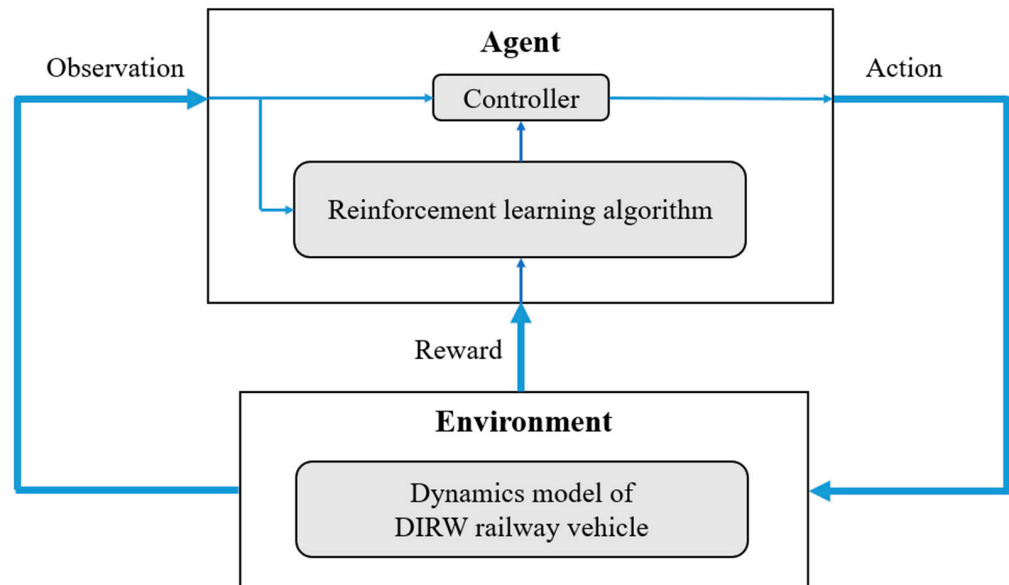 Agent
Observation
Action
Controller
Reinforcement learning algorithm
Reward
Environment
Dynamics model of
DIRW railway vehicle